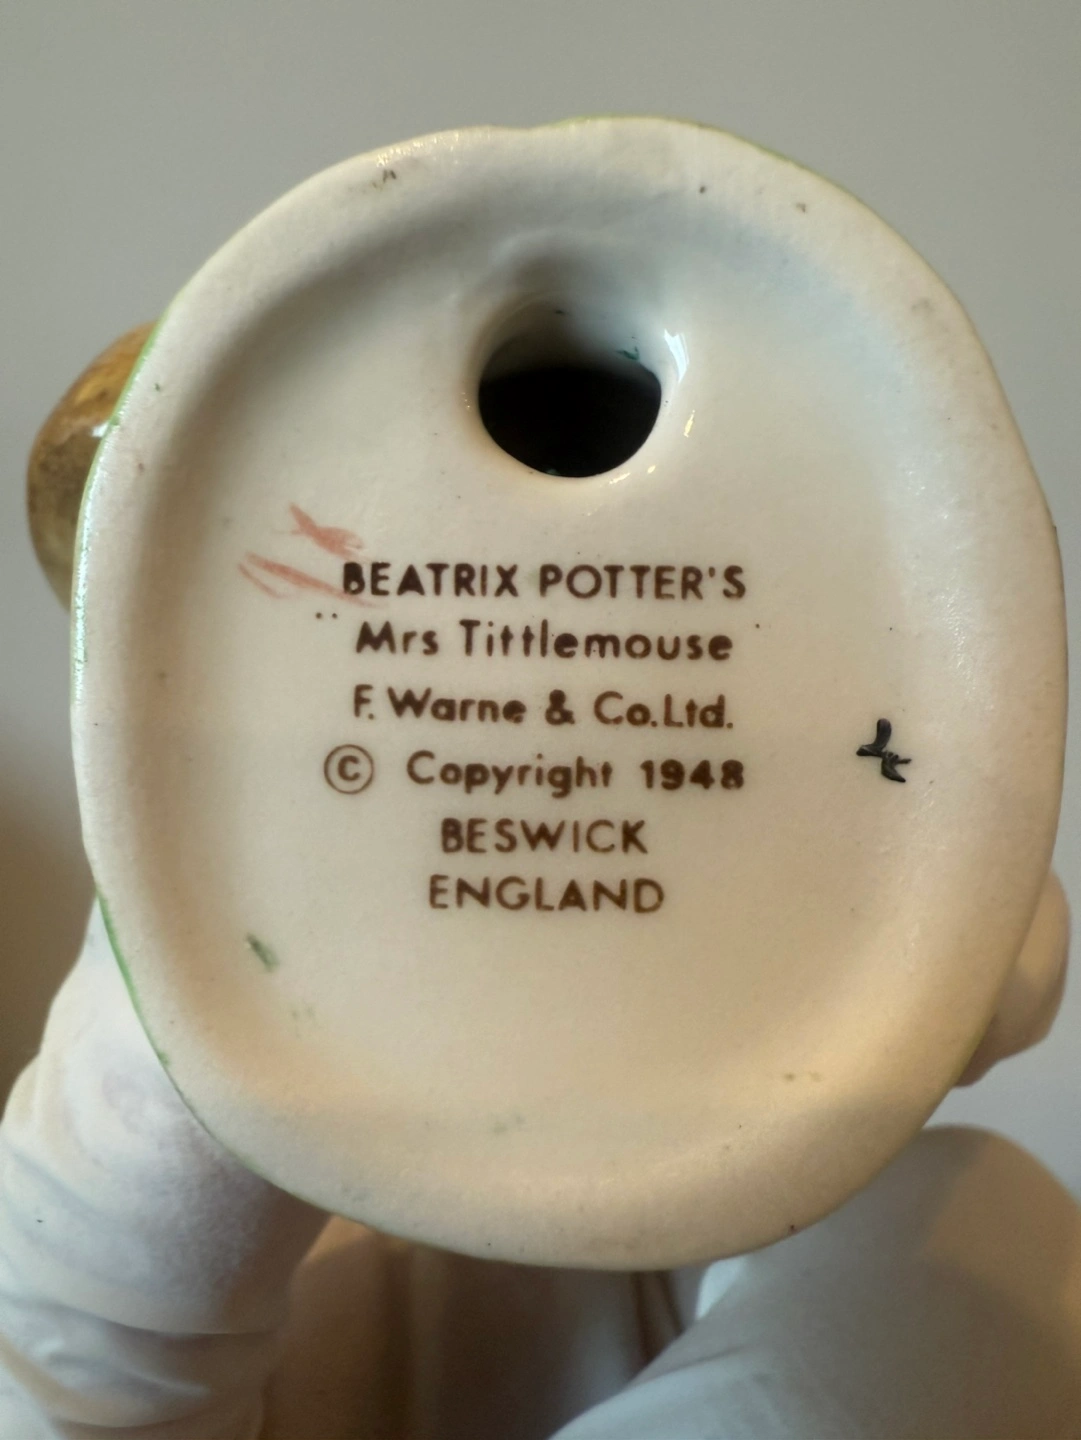 BEATRIX POTTER'S
Mrs Tittlemouse
F. Warne & Co.Ltd.
© Copyright 1948
BESWICK
ENGLAND